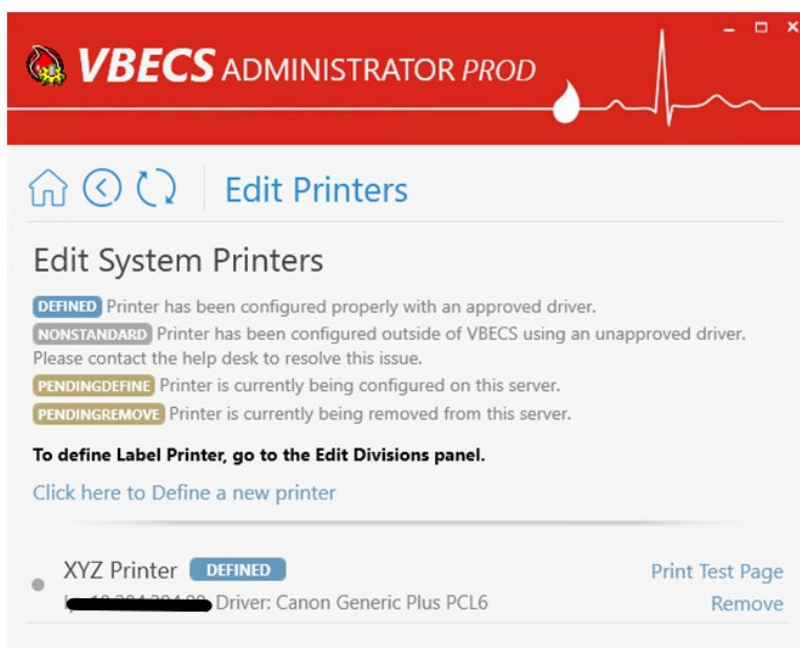 VBECS ADMINISTRATOR PROD
Edit Printers
Edit System Printers
DEFINED Printer has been configured properly with an approved driver.
NONSTANDARD Printer has been configured outside of VBECS using an unapproved driver.
Please contact the help desk to resolve this issue.
PENDINGDEFINE Printer is currently being configured on this server.
PENDINGREMOVE Printer is currently being removed from this server.
To define Label Printer, go to the Edit Divisions panel.
Click here to Define a new printer
XYZ Printer DEFINED Print Test Page
Driver: Canon Generic Plus PCL6 Remove